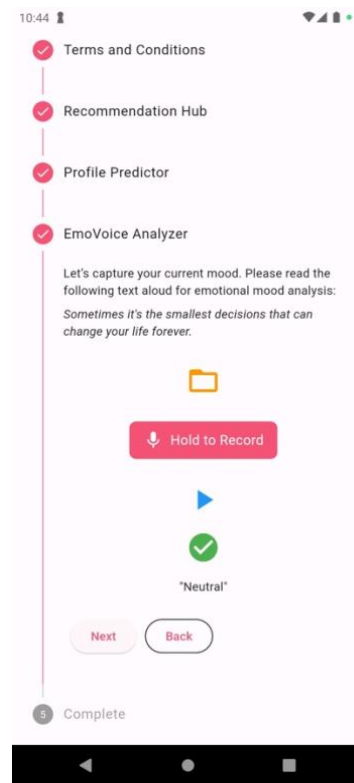 10:44
Terms and Conditions
Recommendation Hub
Profile Predictor
EmoVoice Analyzer
Let's capture your current mood. Please read the
following text aloud for emotional mood analysis:
Sometimes it's the smallest decisions that can
change your life forever.
Hold to Record
"Neutral"
Next Back
5 Complete